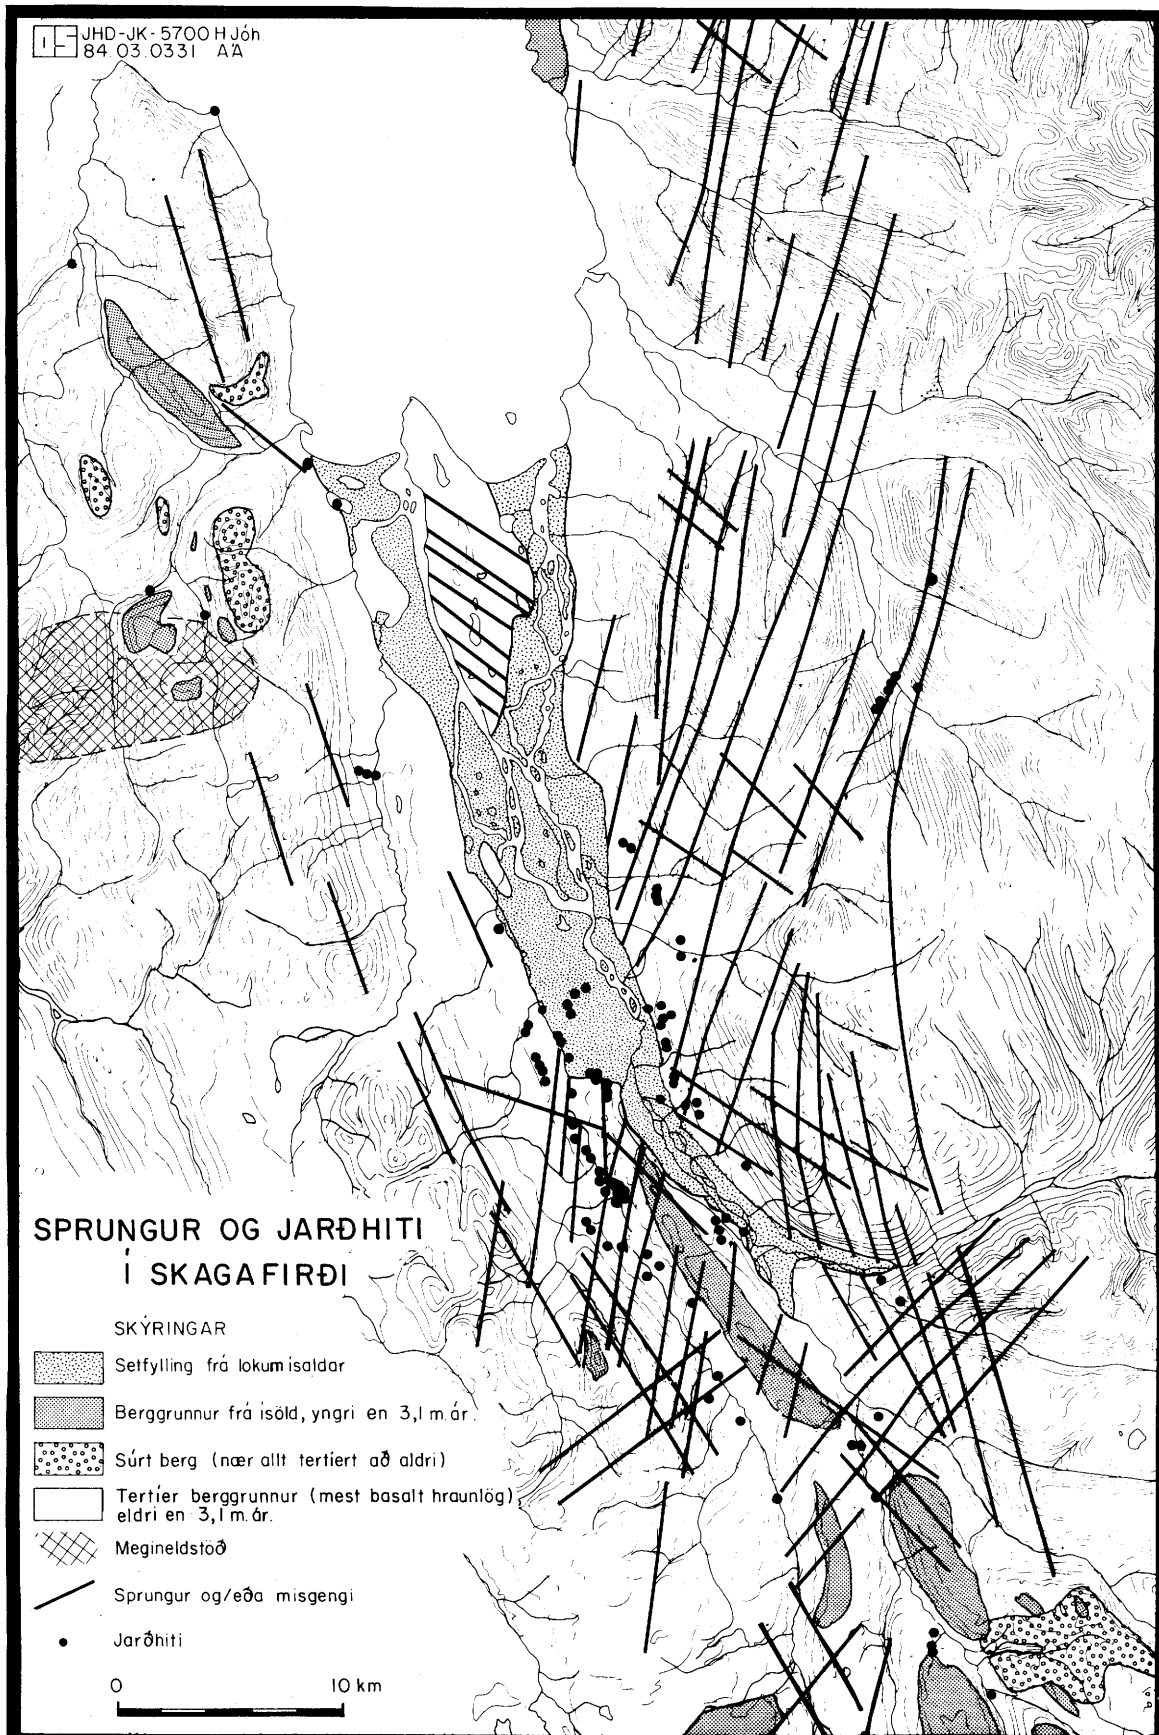 OS JHD-JK-5700 H Jóh.
84.03.0331 AÁ
SPRUNGUR OG JARÐHITI
Í SKAGAFIRÐI
SKÝRINGAR
Setfylling frá lokum ísaldar
Berggrunnur frá ísöld, yngri en 3,1 m.ár.
Súrt berg (nær allt tertíert að aldri)
Tertíer berggrunnur (mest basalt hraunlög)
eldri en 3,1 m.ár.
Megineldstöð
Sprungur og/eða misgengi
Jarðhiti
0 10 km